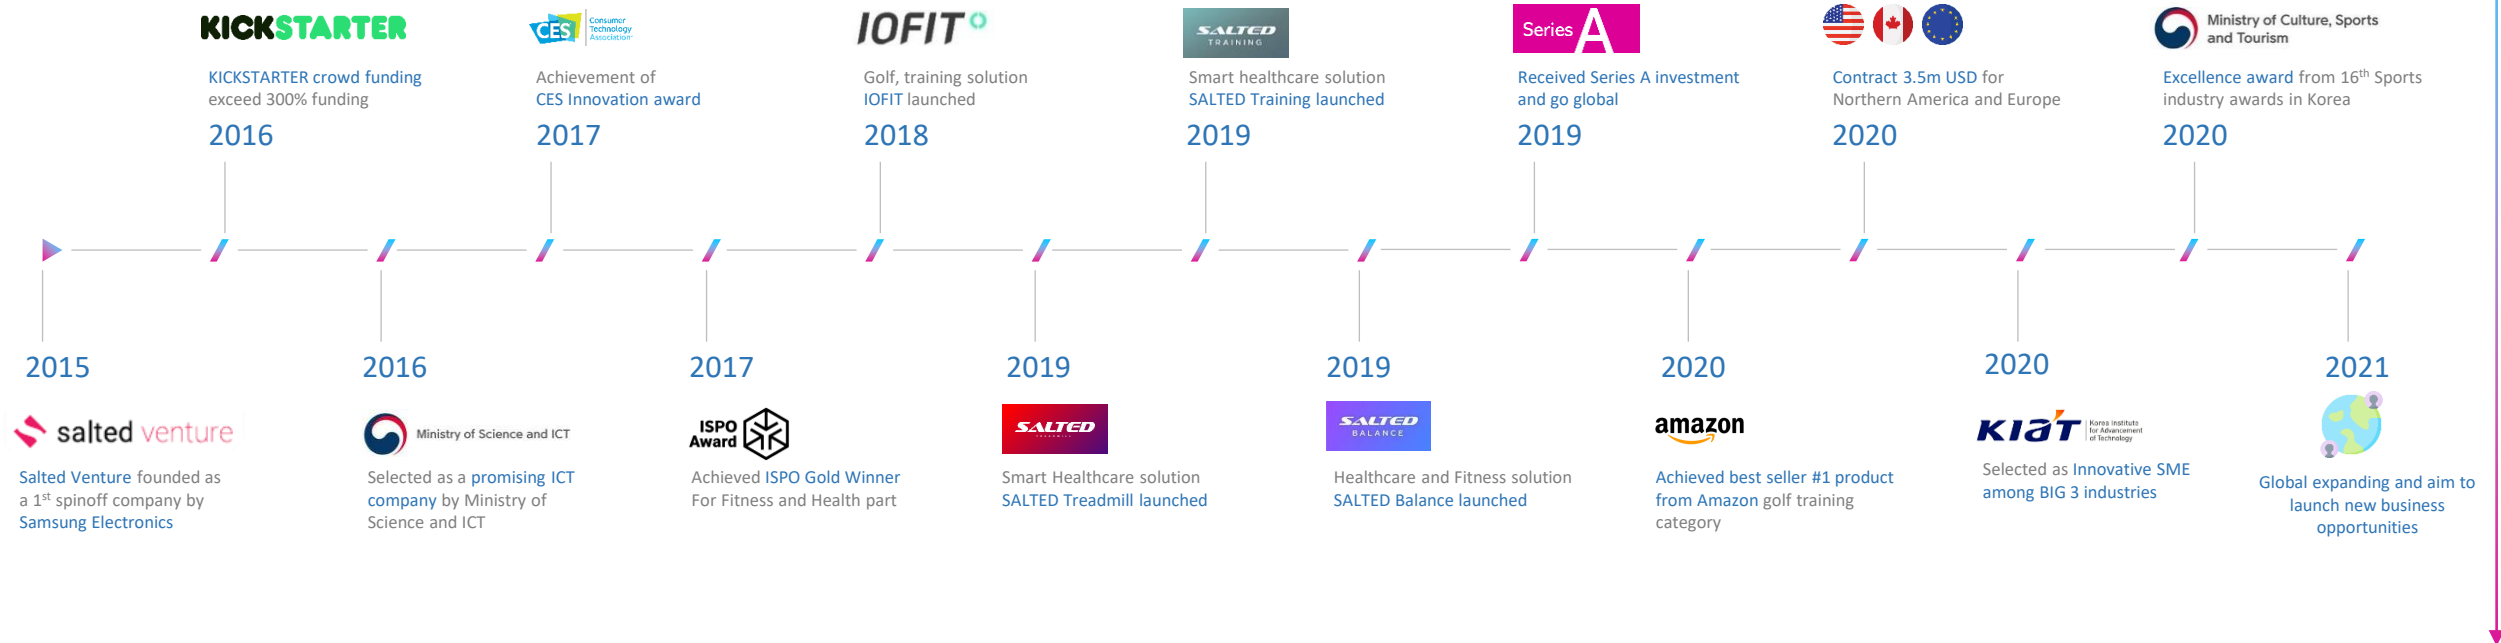 KICKSTARTER
KICKSTARTER crowd funding
exceed 300% funding
2016
CES
Consumer
Technology
Association
Achievement of
CES Innovation award
2017
IOFIT
Golf, training solution
IOFIT launched
2018
SALTED
TRAINING
Smart healthcare solution
SALTED Training launched
2019
Series A
Received Series A investment
and go global
2019
Contract 3.5m USD for
Northern America and Europe
2020
Ministry of Culture, Sports
and Tourism
Excellence award from 16th Sports
industry awards in Korea
2020
2015
salted venture
Salted Venture founded as
a 1st spinoff company by
Samsung Electronics
2016
Ministry of Science and ICT
Selected as a promising ICT
company by Ministry of
Science and ICT
2017
ISPO
Award
Achieved ISPO Gold Winner
For Fitness and Health part
2019
SALTED
TREADMILL
Smart Healthcare solution
SALTED Treadmill launched
2019
SALTED
BALANCE
Healthcare and Fitness solution
SALTED Balance launched
2020
amazon
Achieved best seller #1 product
from Amazon golf training
category
2020
KIAT
Korea Institute
for Advancement
of Technology
Selected as Innovative SME
among BIG 3 industries
2021
Global expanding and aim to
launch new business
opportunities